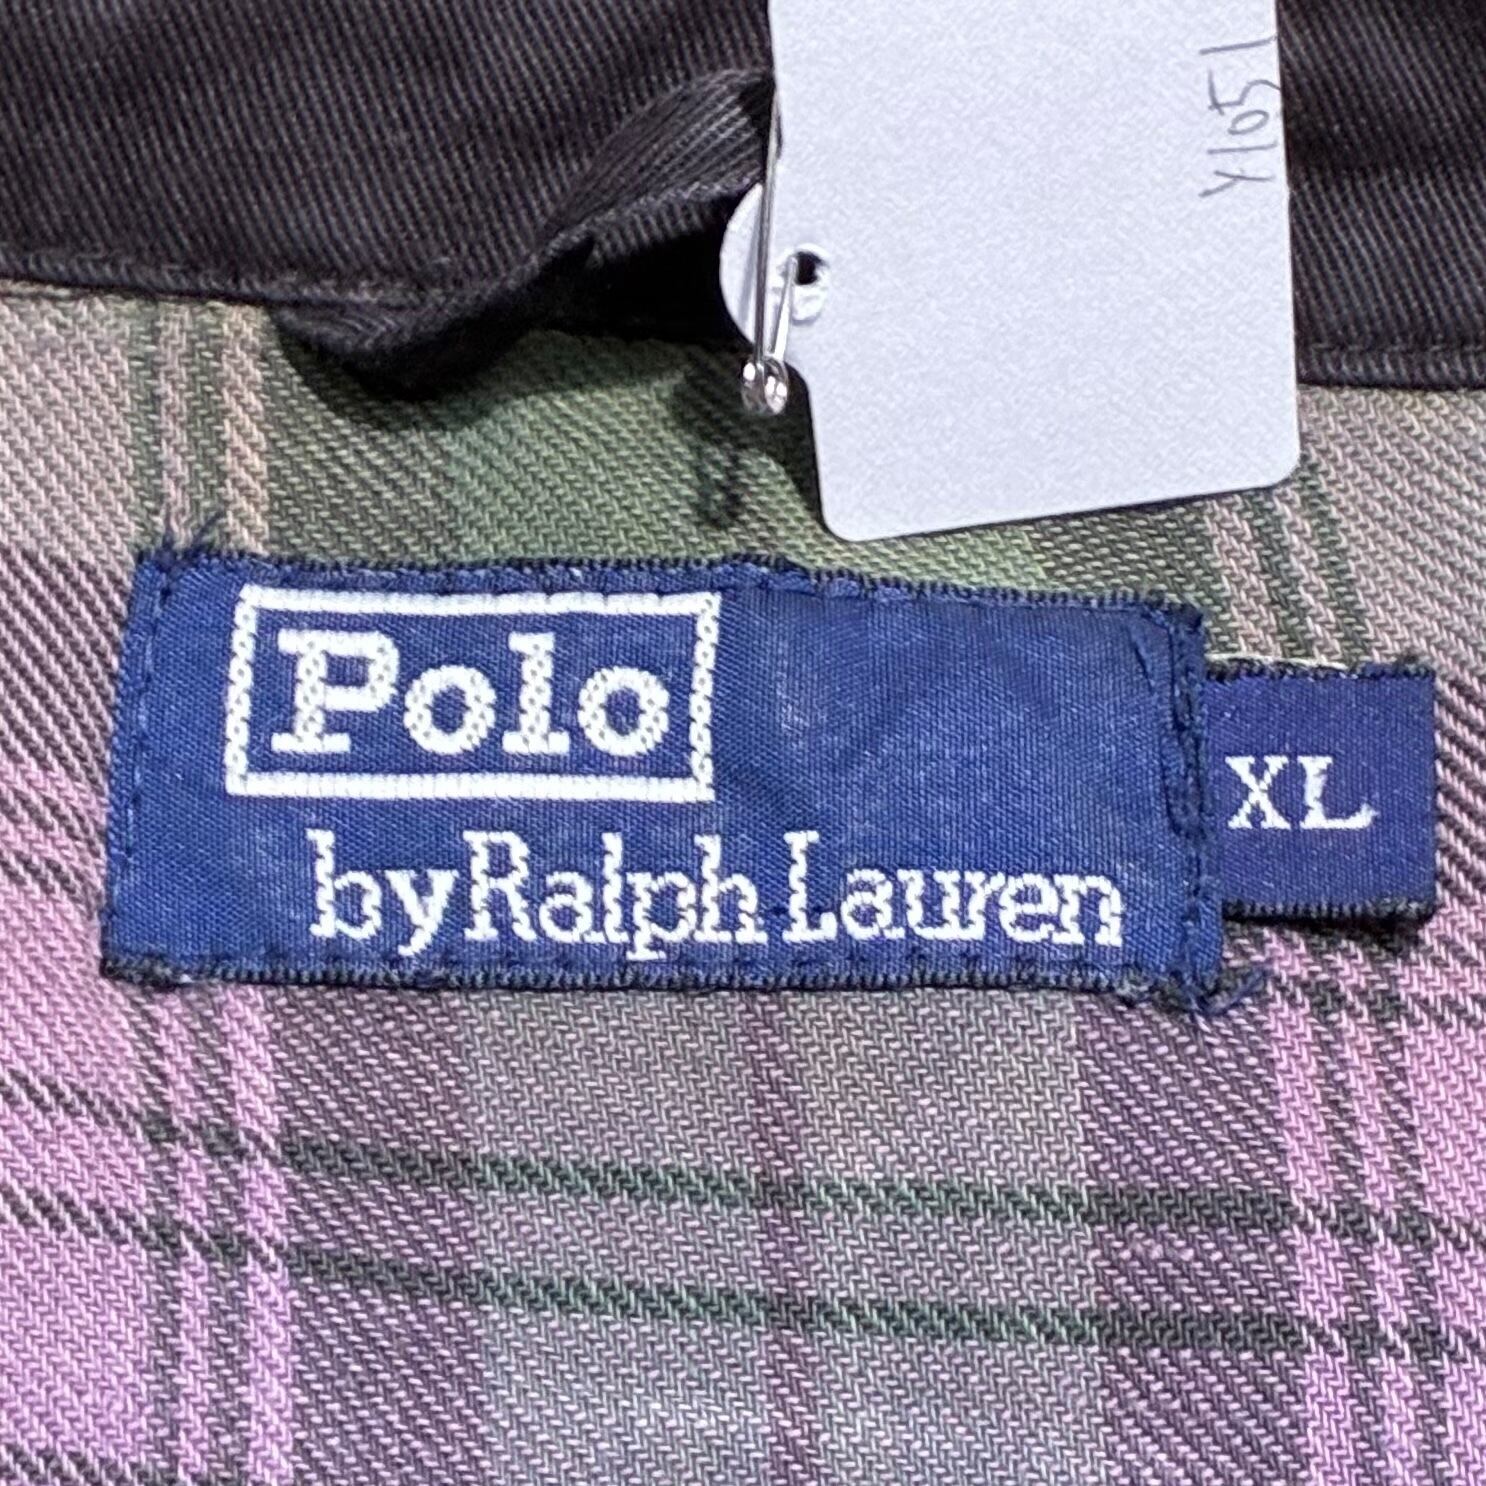 Y1051
Polo
by Ralph Lauren
XL